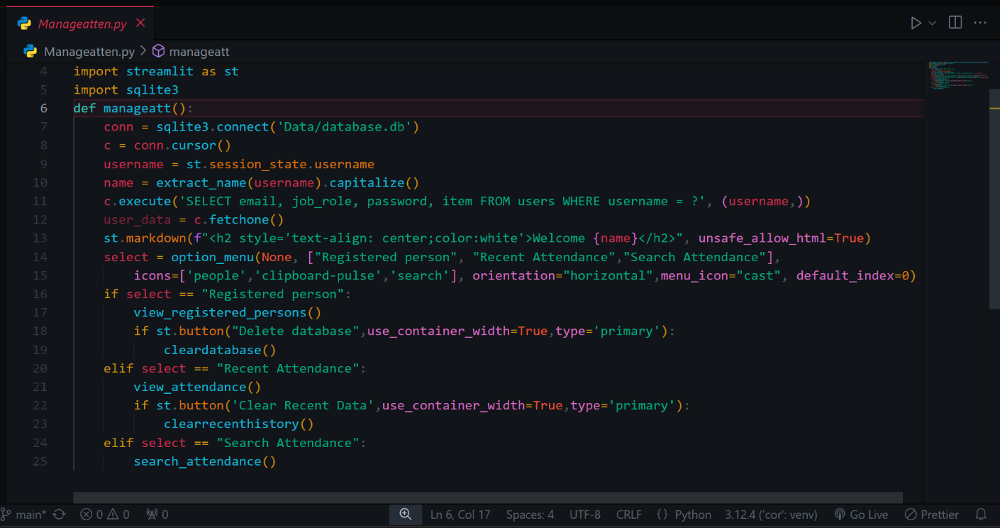 Manageatten.py
Manageatten.py > manageatt
4 import streamlit as st
5 import sqlite3
6 def manageatt():
7     conn = sqlite3.connect('Data/database.db')
8     c = conn.cursor()
9     username = st.session_state.username
10     name = extract_name(username).capitalize()
11     c.execute('SELECT email, job_role, password, item FROM users WHERE username = ?', (username,))
12     user_data = c.fetchone()
13     st.markdown(f"<h2 style='text-align: center;color:white'>Welcome {name}</h2>", unsafe_allow_html=True)
14     select = option_menu(None, ["Registered person", "Recent Attendance","Search Attendance"],
15         icons=['people','clipboard-pulse','search'], orientation="horizontal",menu_icon="cast", default_index=0)
16     if select == "Registered person":
17         view_registered_persons()
18         if st.button("Delete database",use_container_width=True,type='primary'):
19             cleardatabase()
20     elif select == "Recent Attendance":
21         view_attendance()
22         if st.button('Clear Recent Data',use_container_width=True,type='primary'):
23             clearrecenthistory()
24     elif select == "Search Attendance":
25         search_attendance()
main* 0 0 0 Ln 6, Col 17 Spaces: 4 UTF-8 CRLF {} Python 3.12.4 ('cor': venv) Go Live Prettier